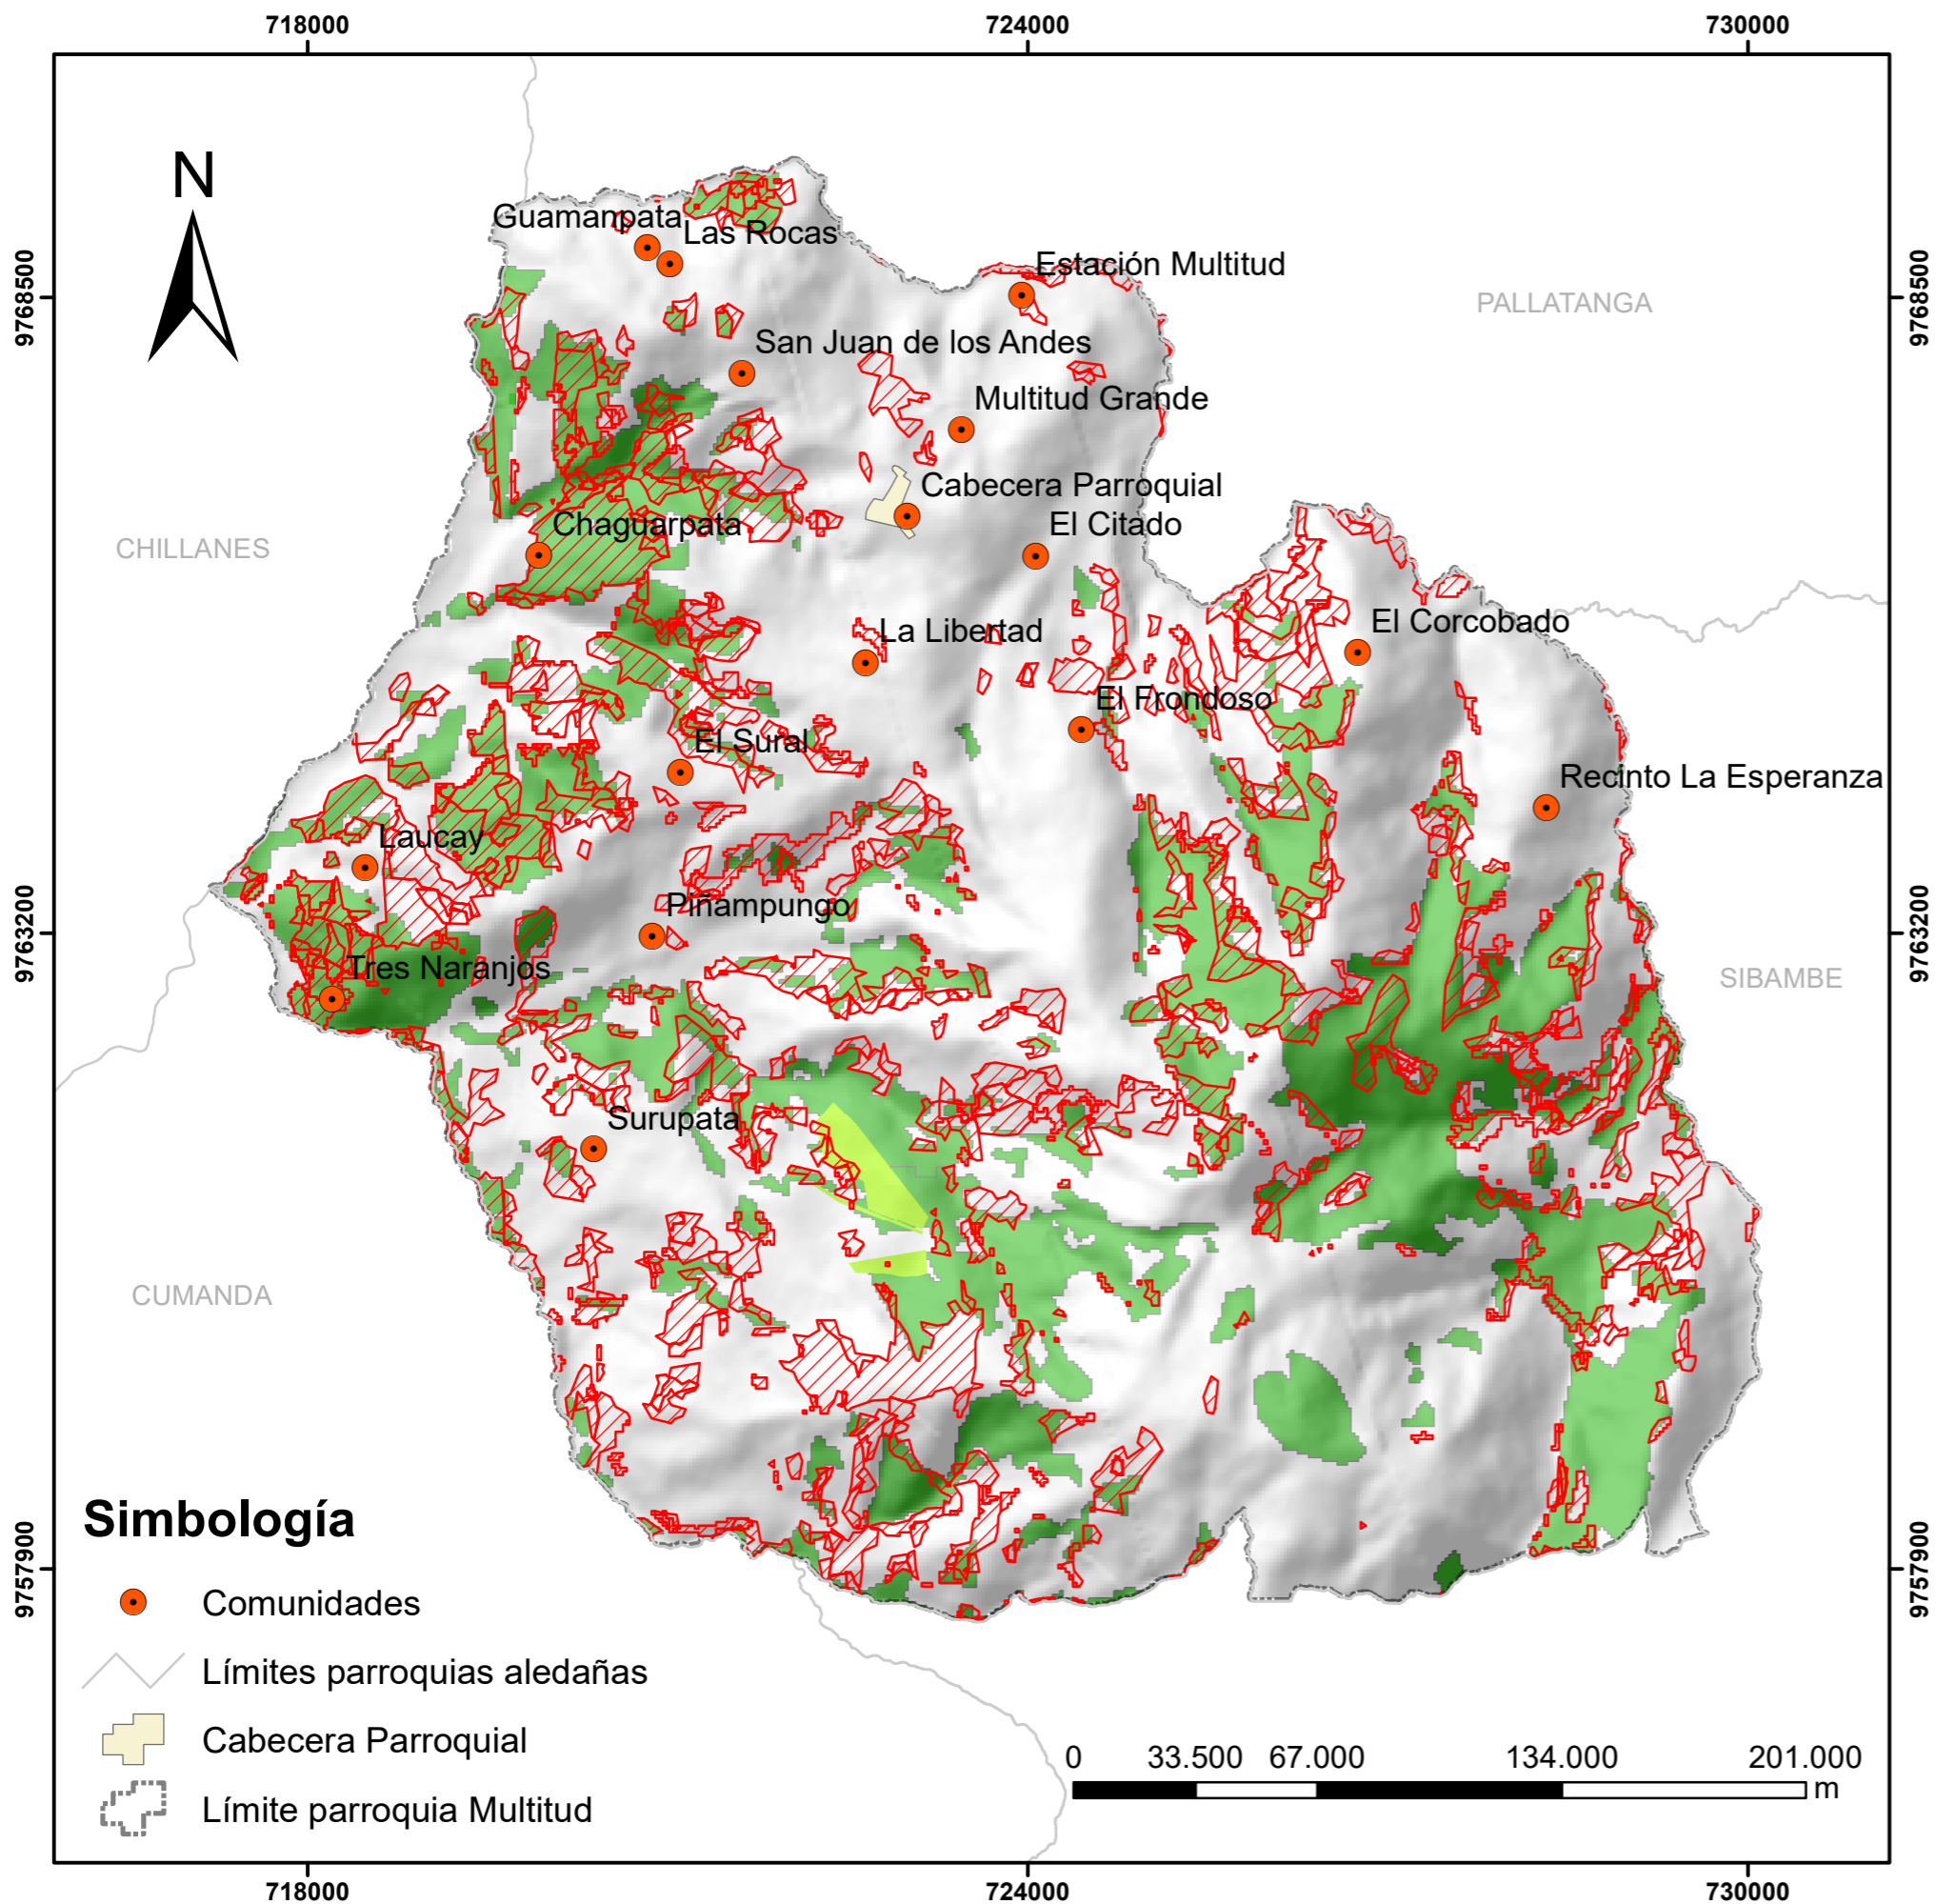 718000
724000
730000
N
Guamanpata
Las Rocas
Estación Multitud
9768500
9768500
PALLATANGA
San Juan de los Andes
Multitud Grande
Cabecera Parroquial
El Citado
Chaguarpata
CHILLANES
La Libertad
El Corcobado
El Frondoso
El Sural
Recinto La Esperanza
Laucay
Piñampungo
9763200
9763200
Tres Naranjos
SIBAMBE
Surupata
CUMANDA
Simbología
9757900
9757900
Comunidades
Límites parroquias aledañas
Cabecera Parroquial
Límite parroquia Multitud
0 33.500 67.000 134.000 201.000
m
718000
724000
730000